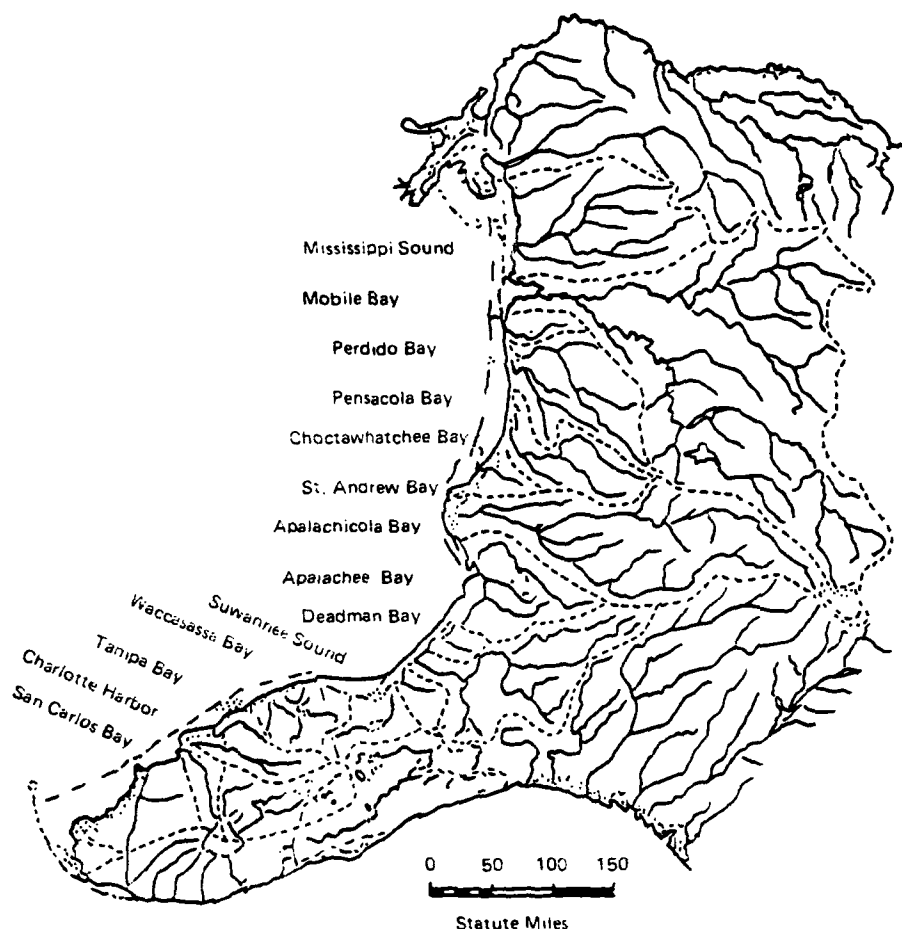 Mississippi Sound
Mobile Bay
Perdido Bay
Pensacola Bay
Choctawhatchee Bay
St. Andrew Bay
Apalachicola Bay
Apalachee Bay
Deadman Bay
Suwannee Sound
Waccasassa Bay
Tampa Bay
Charlotte Harbor
San Carlos Bay
0 50 100 150
Statute Miles